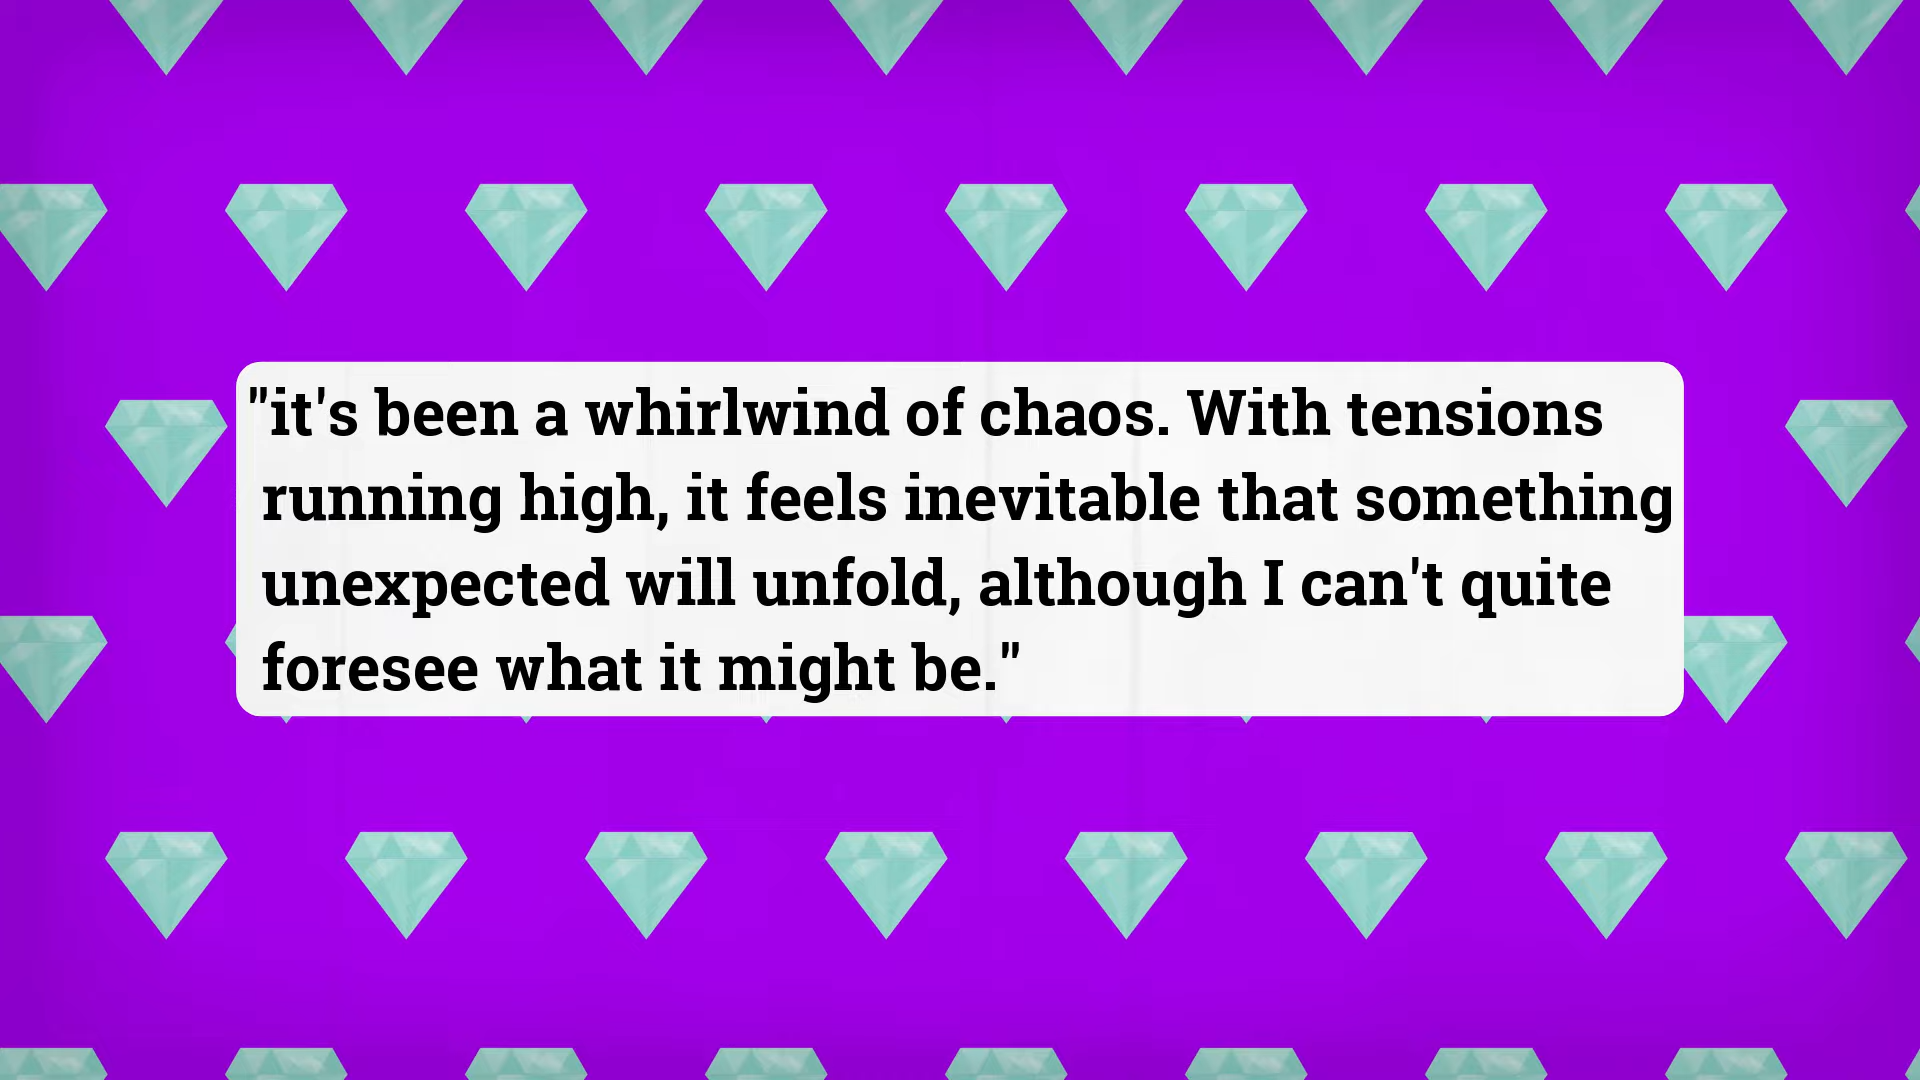 "it's been a whirlwind of chaos. With tensions
running high, it feels inevitable that something
unexpected will unfold, although I can't quite
foresee what it might be."